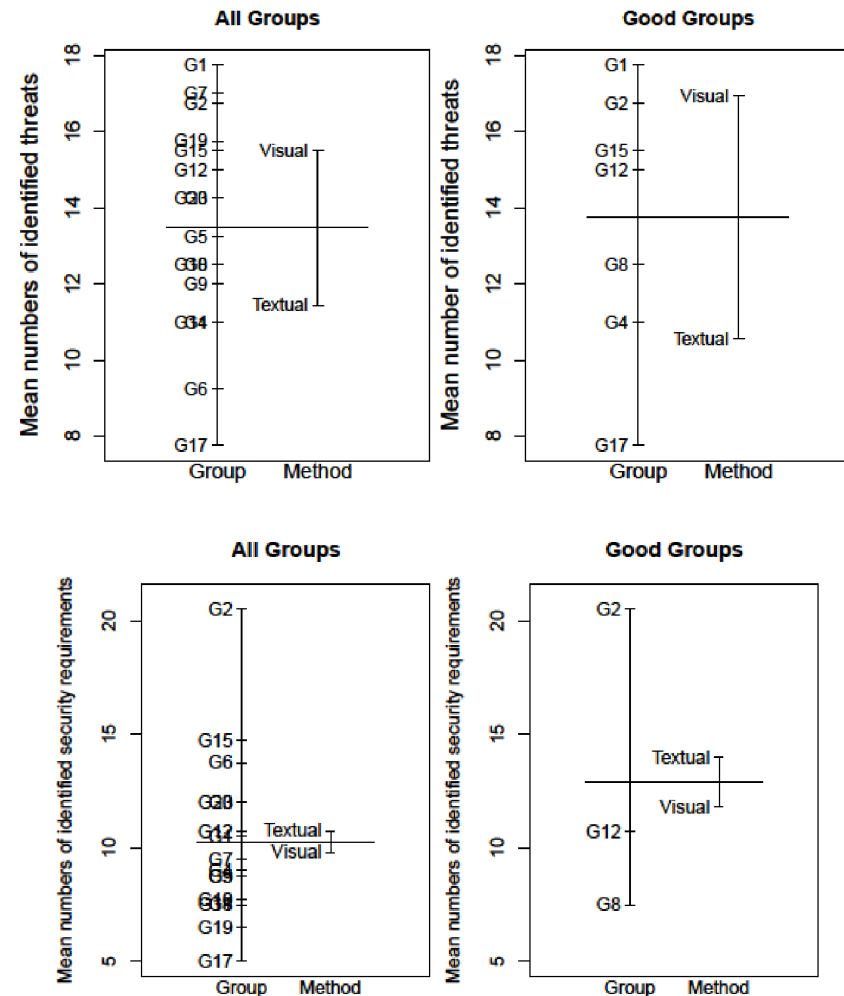 All Groups
Good Groups
Mean numbers of identified threats
18
16
14
12
10
8
G1
G7
G2
G19
G15
G12
G5
G9
G6
G17
Visual
Textual
Group
Method
Mean number of identified threats
18
16
14
12
10
8
G1
G2
G15
G12
G8
G4
G17
Visual
Textual
Group
Method
All Groups
Good Groups
Mean numbers of identified security requirements
20
15
10
5
G2
G15
G6
G12
G7
G19
G17
Textual
Visual
Group
Method
Mean numbers of identified security requirements
20
15
10
5
G2
G12
G8
Textual
Visual
Group
Method